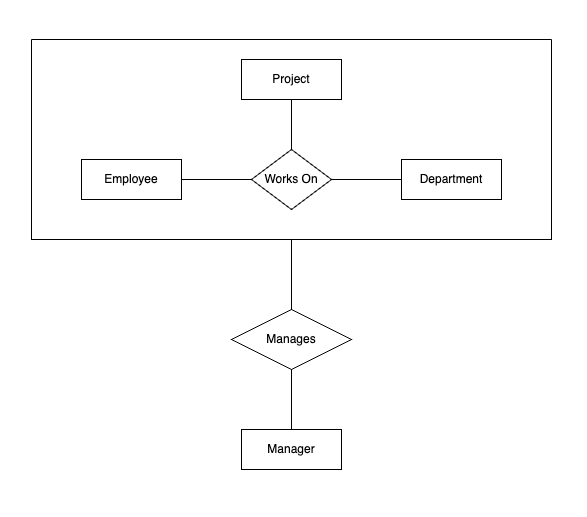 Project
Employee
Works On
Department
Manages
Manager